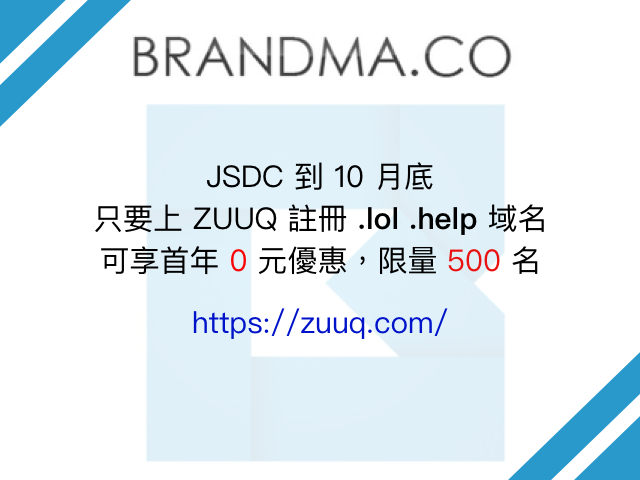 BRANDMA.CO
JSDC 到 10 月底
只要上 ZUUQ 註冊 .lol .help 域名
可享首年 0 元優惠，限量 500 名
https://zuuq.com/